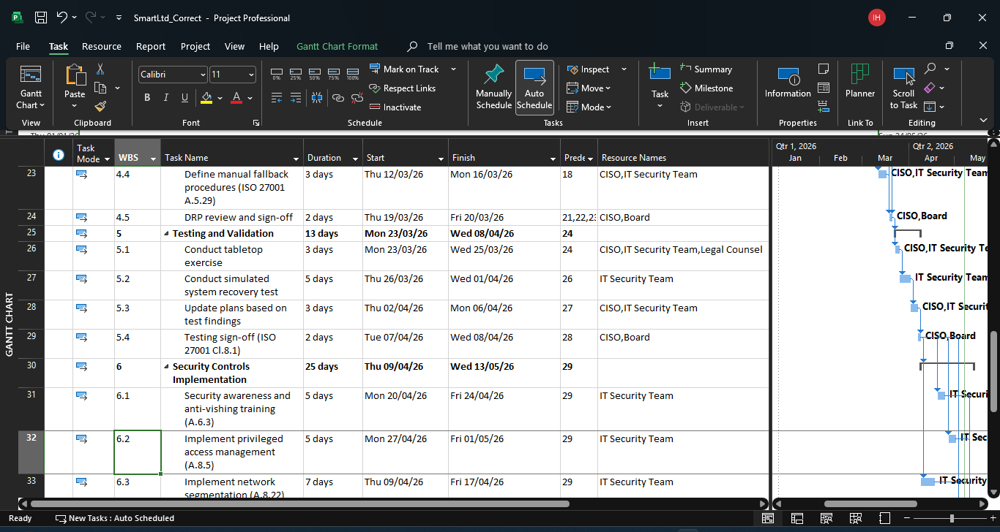 SmartLtd_Correct - Project Professional
IH
File Task Resource Report Project View Help Gantt Chart Format Tell me what you want to do
Gantt
Chart
View
Paste
Clipboard
Calibri 11
B I U A
Font
0% 25% 50% 75% 100%
Mark on Track
Respect Links
Inactivate
Schedule
Manually
Schedule
Auto
Schedule
Inspect
Move
Mode
Tasks
Task
Summary
Milestone
Deliverable
Insert
Information
Properties
Planner
Link To
Scroll
to Task
Editing
Task
Mode WBS Task Name Duration Start Finish Prede Resource Names
Qtr 1, 2026 Qtr 2, 2026
Jan Feb Mar Apr May
GANTT CHART
23 4.4 Define manual fallback 3 days Thu 12/03/26 Mon 16/03/26 18 CISO,IT Security Team
procedures (ISO 27001
A.5.29)
24 4.5 DRP review and sign-off 2 days Thu 19/03/26 Fri 20/03/26 21,22,23 CISO,Board
25 5 Testing and Validation 13 days Mon 23/03/26 Wed 08/04/26 24
26 5.1 Conduct tabletop 3 days Mon 23/03/26 Wed 25/03/26 24 CISO,IT Security Team,Legal Counsel
exercise
27 5.2 Conduct simulated 5 days Thu 26/03/26 Wed 01/04/26 26 IT Security Team
system recovery test
28 5.3 Update plans based on 3 days Thu 02/04/26 Mon 06/04/26 27 CISO,IT Security Team
test findings
29 5.4 Testing sign-off (ISO 2 days Tue 07/04/26 Wed 08/04/26 28 CISO,Board
27001 Cl.8.1)
30 6 Security Controls 25 days Thu 09/04/26 Wed 13/05/26 29
Implementation
31 6.1 Security awareness and 5 days Mon 20/04/26 Fri 24/04/26 29 IT Security Team
anti-vishing training
(A.6.3)
32 6.2 Implement privileged 5 days Mon 27/04/26 Fri 01/05/26 29 IT Security Team
access management
(A.8.5)
33 6.3 Implement network 7 days Thu 09/04/26 Fri 17/04/26 29 IT Security Team
segmentation (A.8.22)
CISO,IT Security Team
CISO,Board
CISO,IT Security Te
IT Security Team
CISO,IT Securit
CISO,Board
IT Securi
IT Sec
IT Security
Ready New Tasks : Auto Scheduled